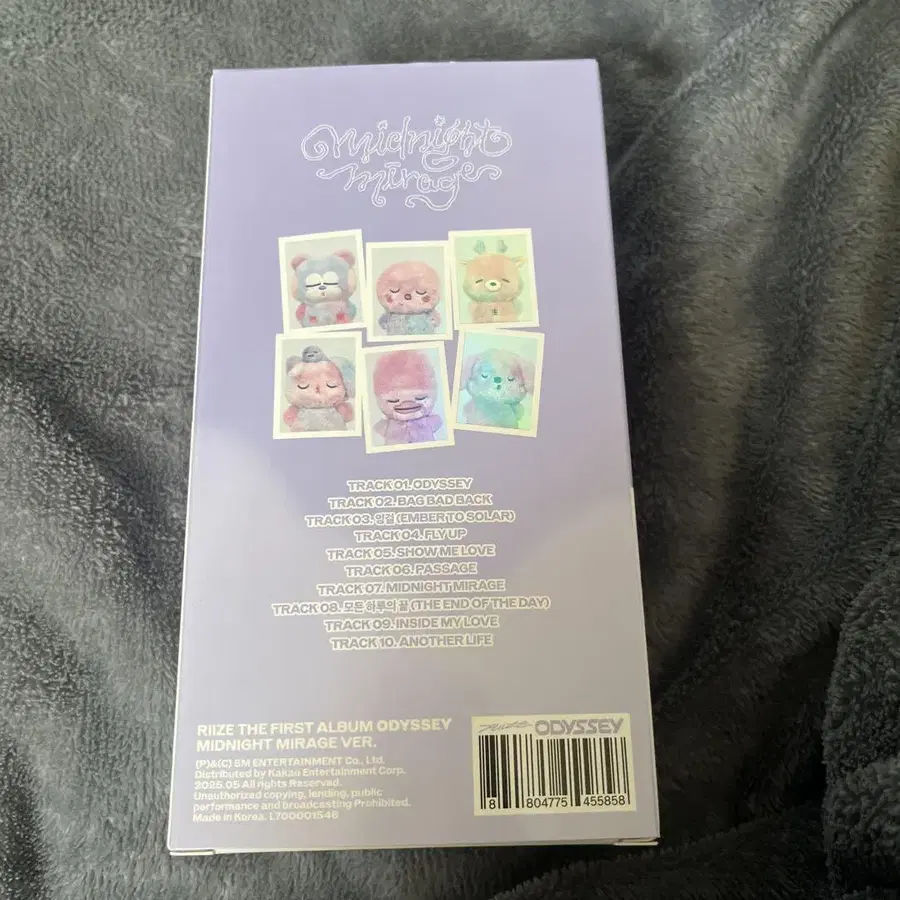 Midnight
Mirage
TRACK 01. ODYSSEY
TRACK 02. BAG BAD BACK
TRACK 03. 잉걸 (EMBER TO SOLAR)
TRACK 04. FLY UP
TRACK 05. SHOW ME LOVE
TRACK 06. PASSAGE
TRACK 07. MIDNIGHT MIRAGE
TRACK 08. 모든 하루의 끝 (THE END OF THE DAY)
TRACK 09. INSIDE MY LOVE
TRACK 10. ANOTHER LIFE
RIIZE THE FIRST ALBUM ODYSSEY
MIDNIGHT MIRAGE VER.
(P)&(C) SM ENTERTAINMENT Co., Ltd.
Distributed by Kakao Entertainment Corp.
2025.05 All rights Reserved.
Unauthorized copying, lending, public
performance and broadcasting Prohibited.
Made in Korea. L700001546
RIIZE ODYSSEY
8 804775 455858